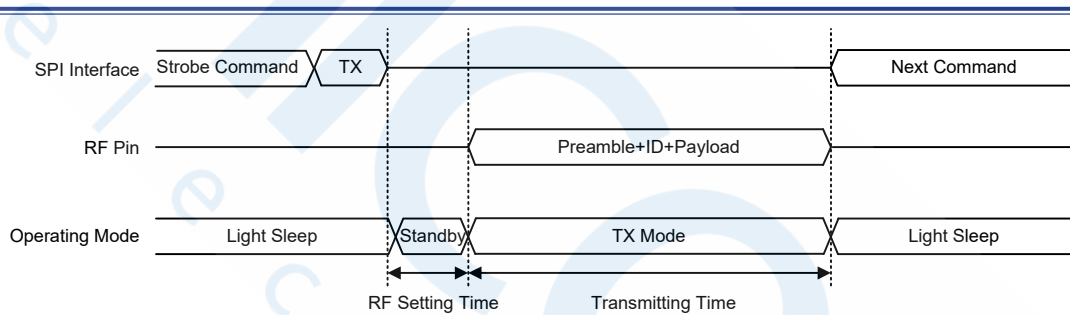 SPI Interface Strobe Command TX Next Command
RF Pin Preamble+ID+Payload
Operating Mode Light Sleep Standby TX Mode Light Sleep
RF Setting Time Transmitting Time